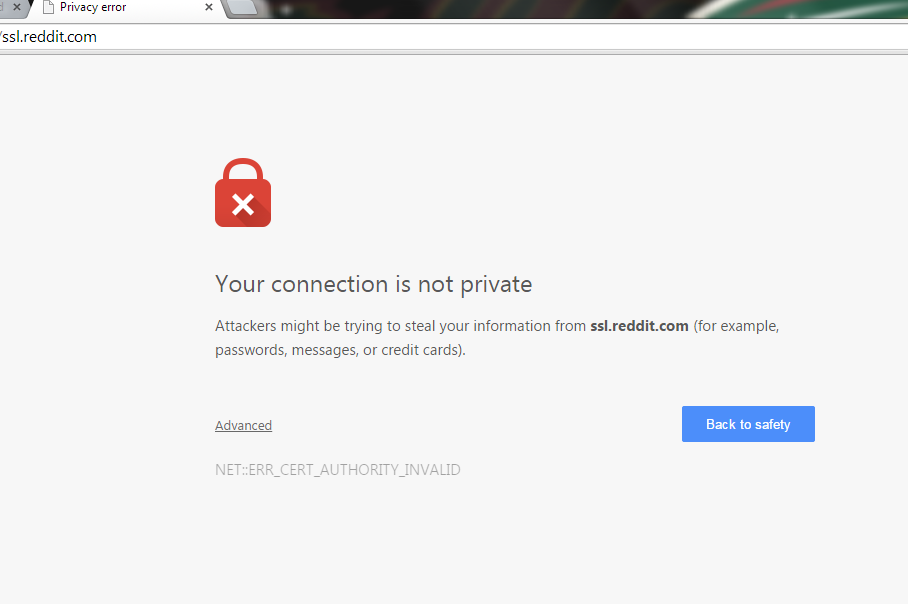 Privacy error
/ssl.reddit.com
Your connection is not private
Attackers might be trying to steal your information from ssl.reddit.com (for example,
passwords, messages, or credit cards).
Advanced
Back to safety
NET::ERR_CERT_AUTHORITY_INVALID